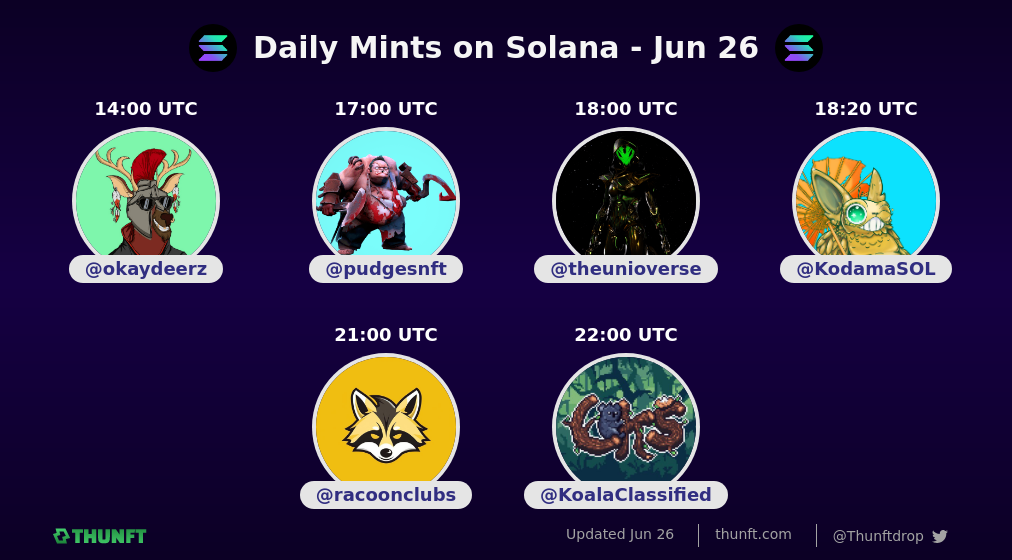 Daily Mints on Solana - Jun 26
14:00 UTC
17:00 UTC
18:00 UTC
18:20 UTC
@okaydeerz
@pudgesnft
@theunioverse
@KodamaSOL
21:00 UTC
22:00 UTC
@racoonclubs
@KoalaClassified
THUNFT
Updated Jun 26
thunft.com
@Thunftdrop